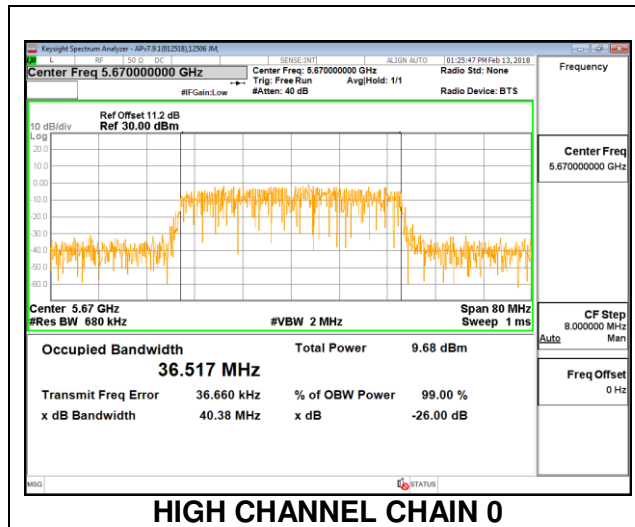 Keysight Spectrum Analyzer - APv7.9.1(012518),12506 JM,
L RF 50 Ω DC SENSE:INT ALIGN AUTO 01:25:47 PM Feb 13, 2018
Center Freq 5.670000000 GHz
Center Freq: 5.670000000 GHz
Radio Std: None
Trig: Free Run Avg|Hold: 1/1
#IFGain:Low #Atten: 40 dB Radio Device: BTS
Frequency
Ref Offset 11.2 dB
10 dB/div Ref 30.00 dBm
Log
20.0
10.0
0.00
-10.0
-20.0
-30.0
-40.0
-50.0
-60.0
Center Freq
5.670000000 GHz
Center 5.67 GHz Span 80 MHz
#Res BW 680 kHz #VBW 2 MHz Sweep 1 ms
CF Step
8.000000 MHz
Auto Man
Occupied Bandwidth Total Power 9.68 dBm
36.517 MHz
Transmit Freq Error 36.660 kHz % of OBW Power 99.00 %
x dB Bandwidth 40.38 MHz x dB -26.00 dB
Freq Offset
0 Hz
MSG STATUS
HIGH CHANNEL CHAIN 0